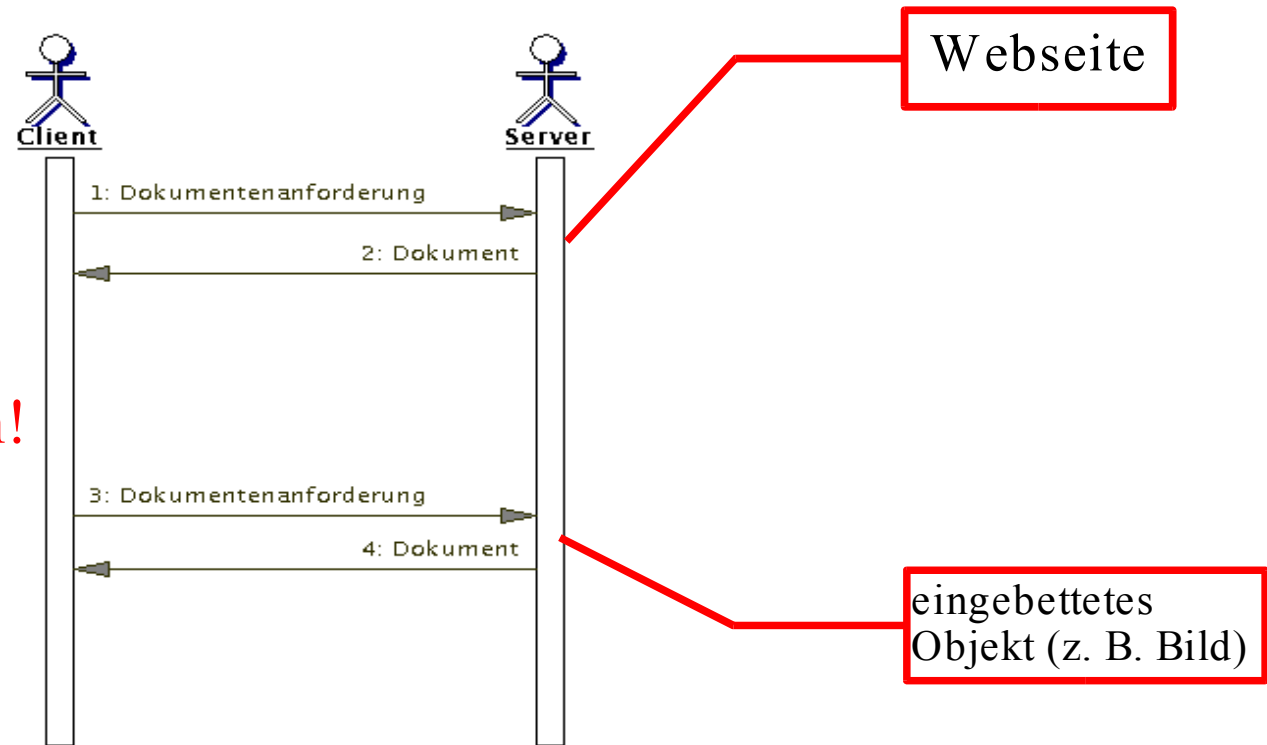 Webseite
Client
Server
1: Dokumentenanforderung
2: Dokument
3: Dokumentenanforderung
4: Dokument
eingebettetes
Objekt (z. B. Bild)